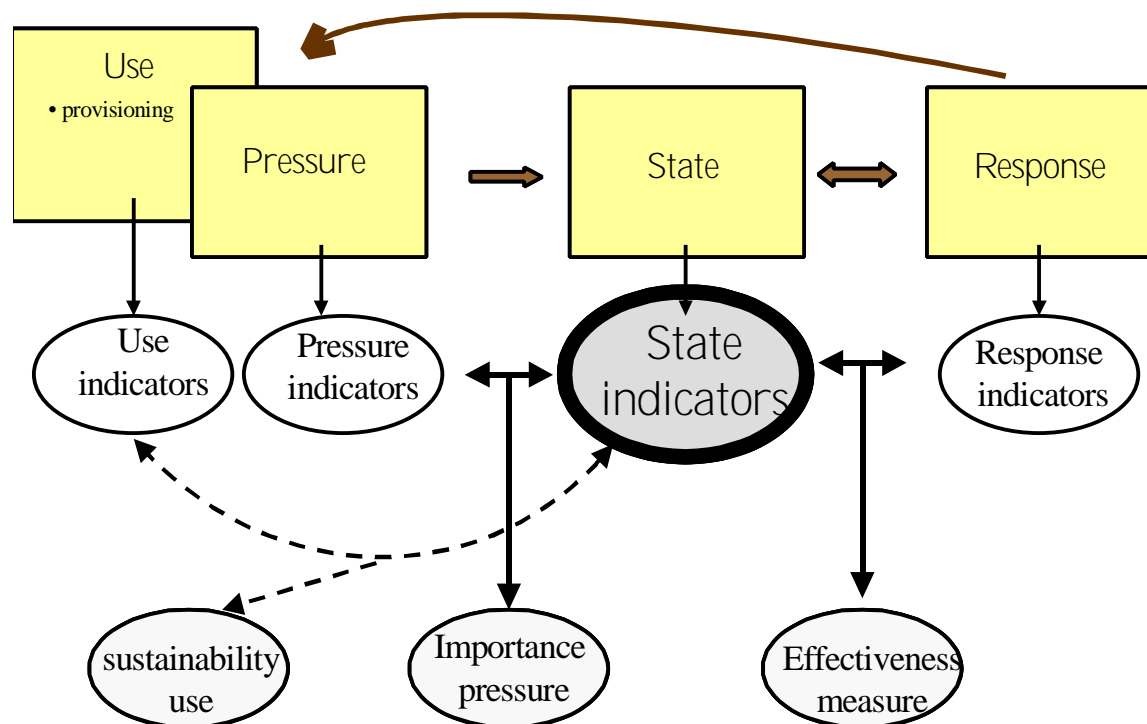 Use
• provisioning
Pressure
State
Response
Use
indicators
Pressure
indicators
State
indicators
Response
indicators
sustainability
use
Importance
pressure
Effectiveness
measure